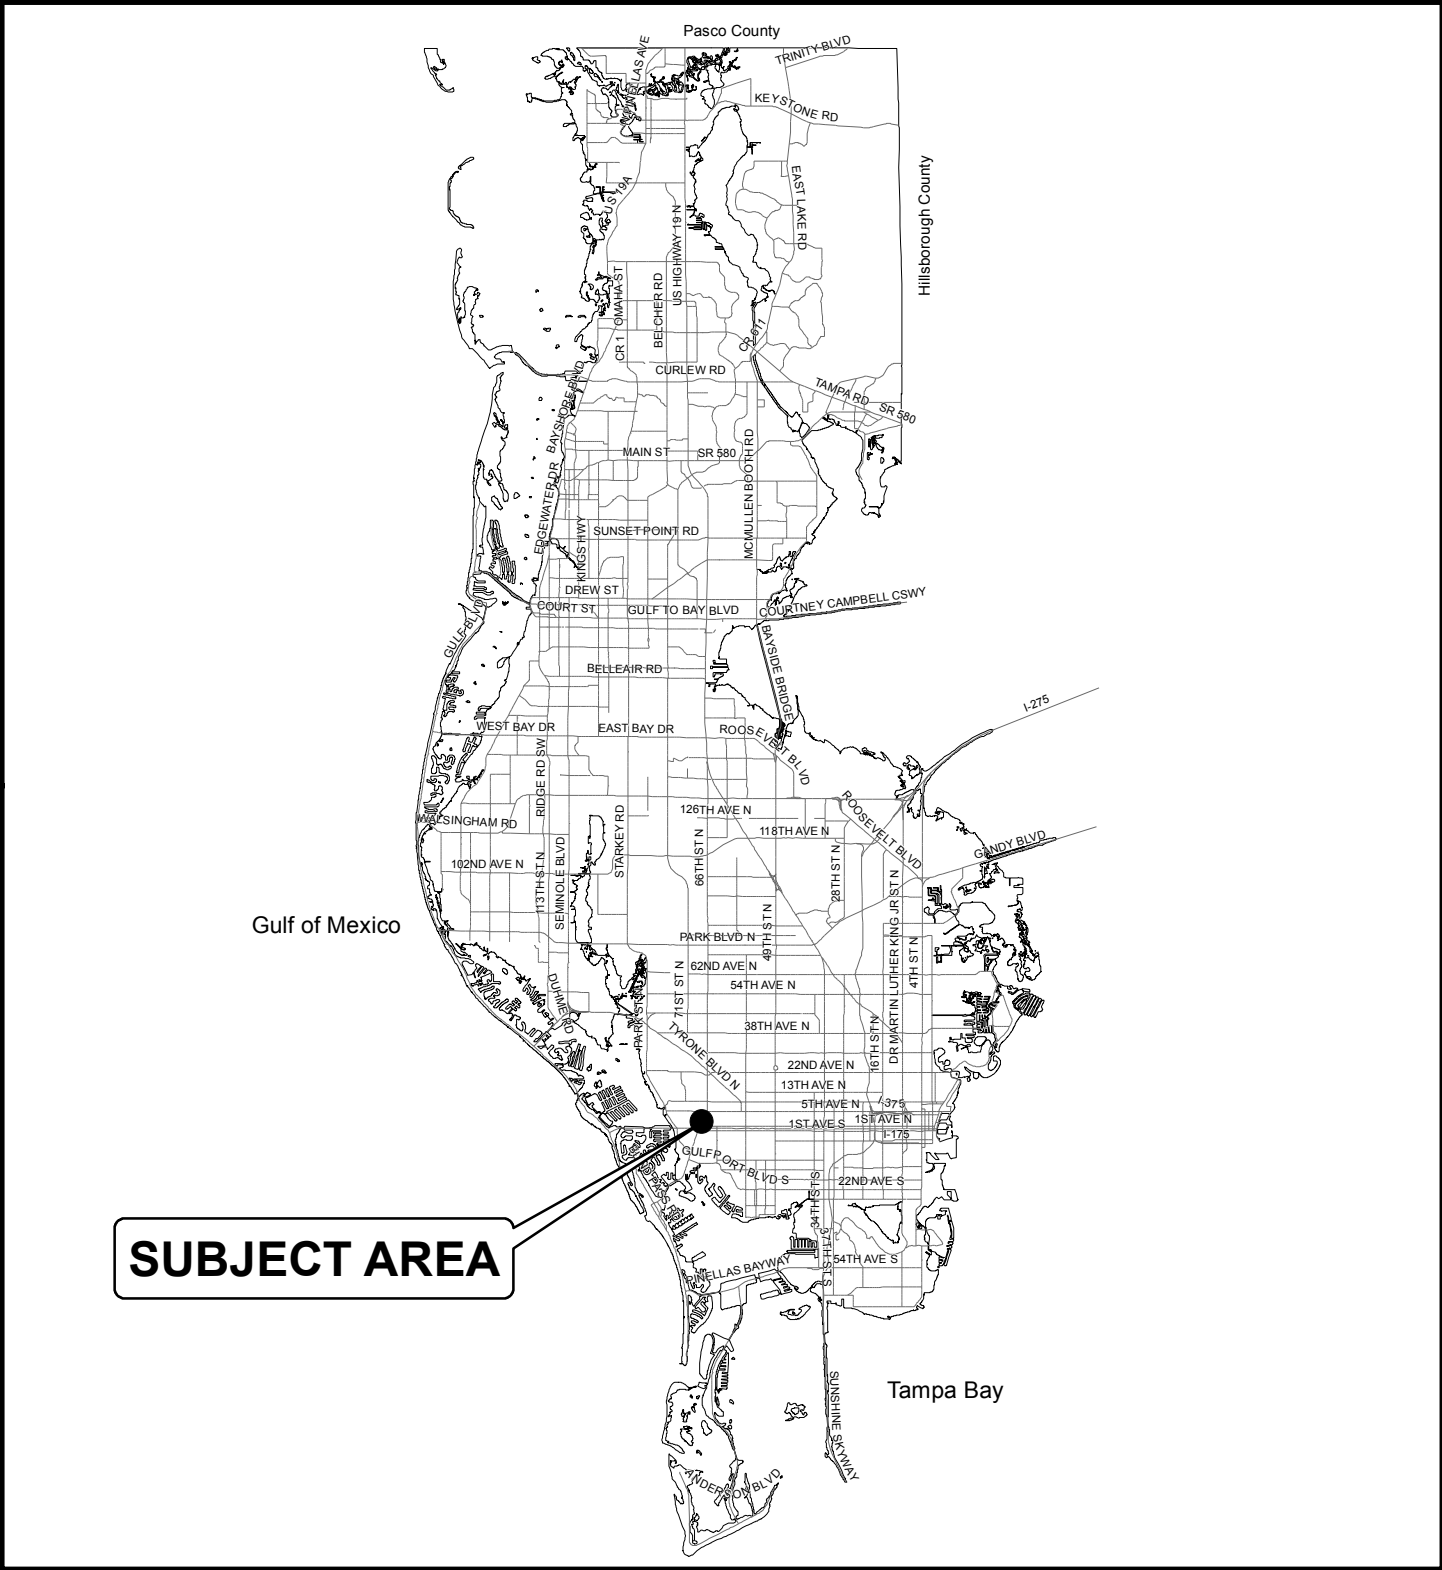 Pasco County
TRINITY BLVD
PINELLAS AVE
KEYSTONE RD
Hillsborough County
US 19A
EAST LAKE RD
US HIGHWAY 19 N
OMAHA ST
BELCHER RD
CR 1
CR 611
CURLEW RD
BAYSHORE BLVD
TAMPA RD
SR 580
MAIN ST
SR 580
MCMULLEN BOOTH RD
EDGEWATER DR
KINGS HWY
SUNSET POINT RD
DREW ST
COURT ST
GULF TO BAY BLVD
COURTNEY CAMPBELL CSWY
GULF BLVD
BAYSIDE BRIDGE
BELLEAIR RD
I-275
WEST BAY DR
EAST BAY DR
ROOSEVELT BLVD
RIDGE RD SW
126TH AVE N
ROOSEVELT BLVD
WALSINGHAM RD
118TH AVE N
GANDY BLVD
STARKEY RD
SEMINOLE BLVD
66TH ST N
102ND AVE N
113TH ST N
28TH ST N
DR MARTIN LUTHER KING JR ST N
Gulf of Mexico
49TH ST N
PARK BLVD N
4TH ST N
62ND AVE N
71ST ST N
54TH AVE N
DUHME RD
PARK ST N
38TH AVE N
16TH ST N
TYRONE BLVD N
22ND AVE N
13TH AVE N
5TH AVE N
I-375
1ST AVE N
1ST AVE S
I-175
GULFPORT BLVD S
22ND AVE S
34TH ST S
SUBJECT AREA
37TH ST S
54TH AVE S
PINELLAS BAYWAY
Tampa Bay
SUNSHINE SKYWAY
ANDERSON BLVD